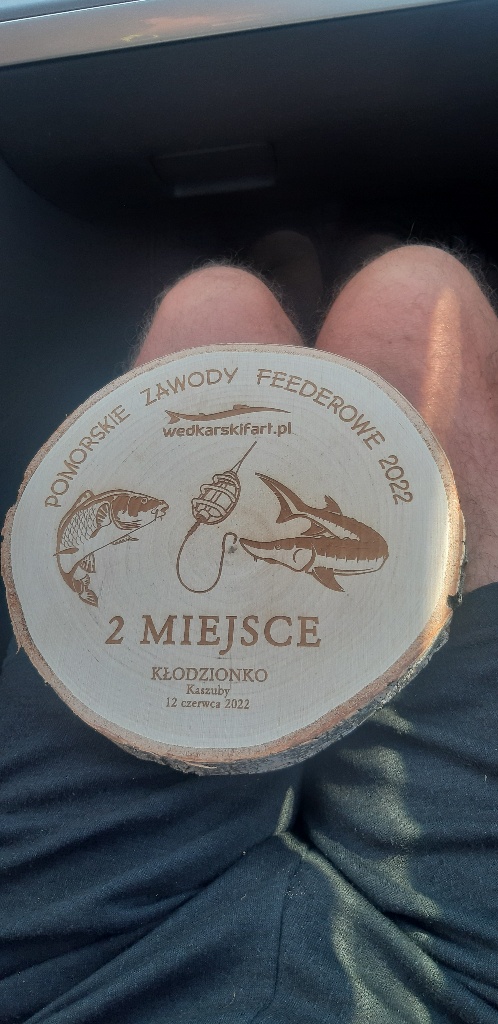 POMORSKIE ZAWODY FEEDEROWE 2022
wedkarskifart.pl
2 MIEJSCE
KŁODZIONKO
Kaszuby
12 czerwca 2022